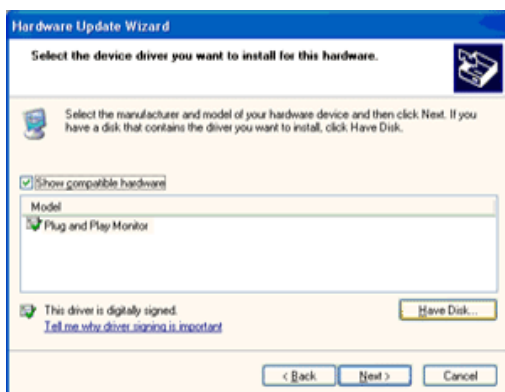 Hardware Update Wizard
Select the device driver you want to install for this hardware.
Select the manufacturer and model of your hardware device and then click Next. If you
have a disk that contains the driver you want to install, click Have Disk.
Show compatible hardware
Model
Plug and Play Monitor
This driver is digitally signed.
Tell me why driver signing is important
Have Disk...
< Back
Next >
Cancel